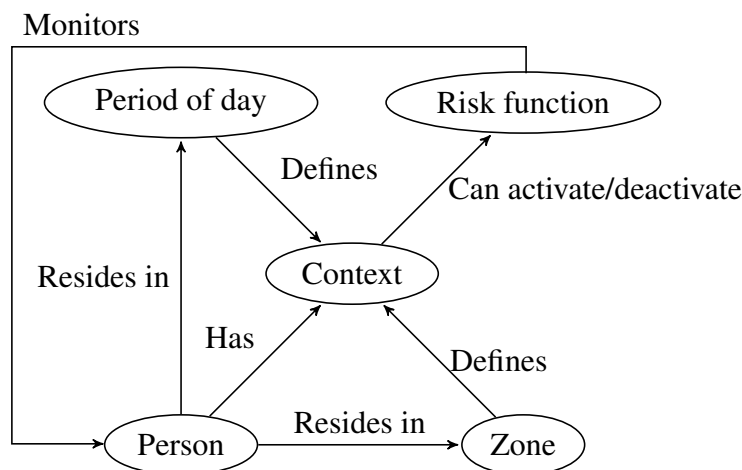 Monitors
Period of day
Risk function
Defines
Can activate/deactivate
Context
Resides in
Has
Defines
Resides in
Person
Zone